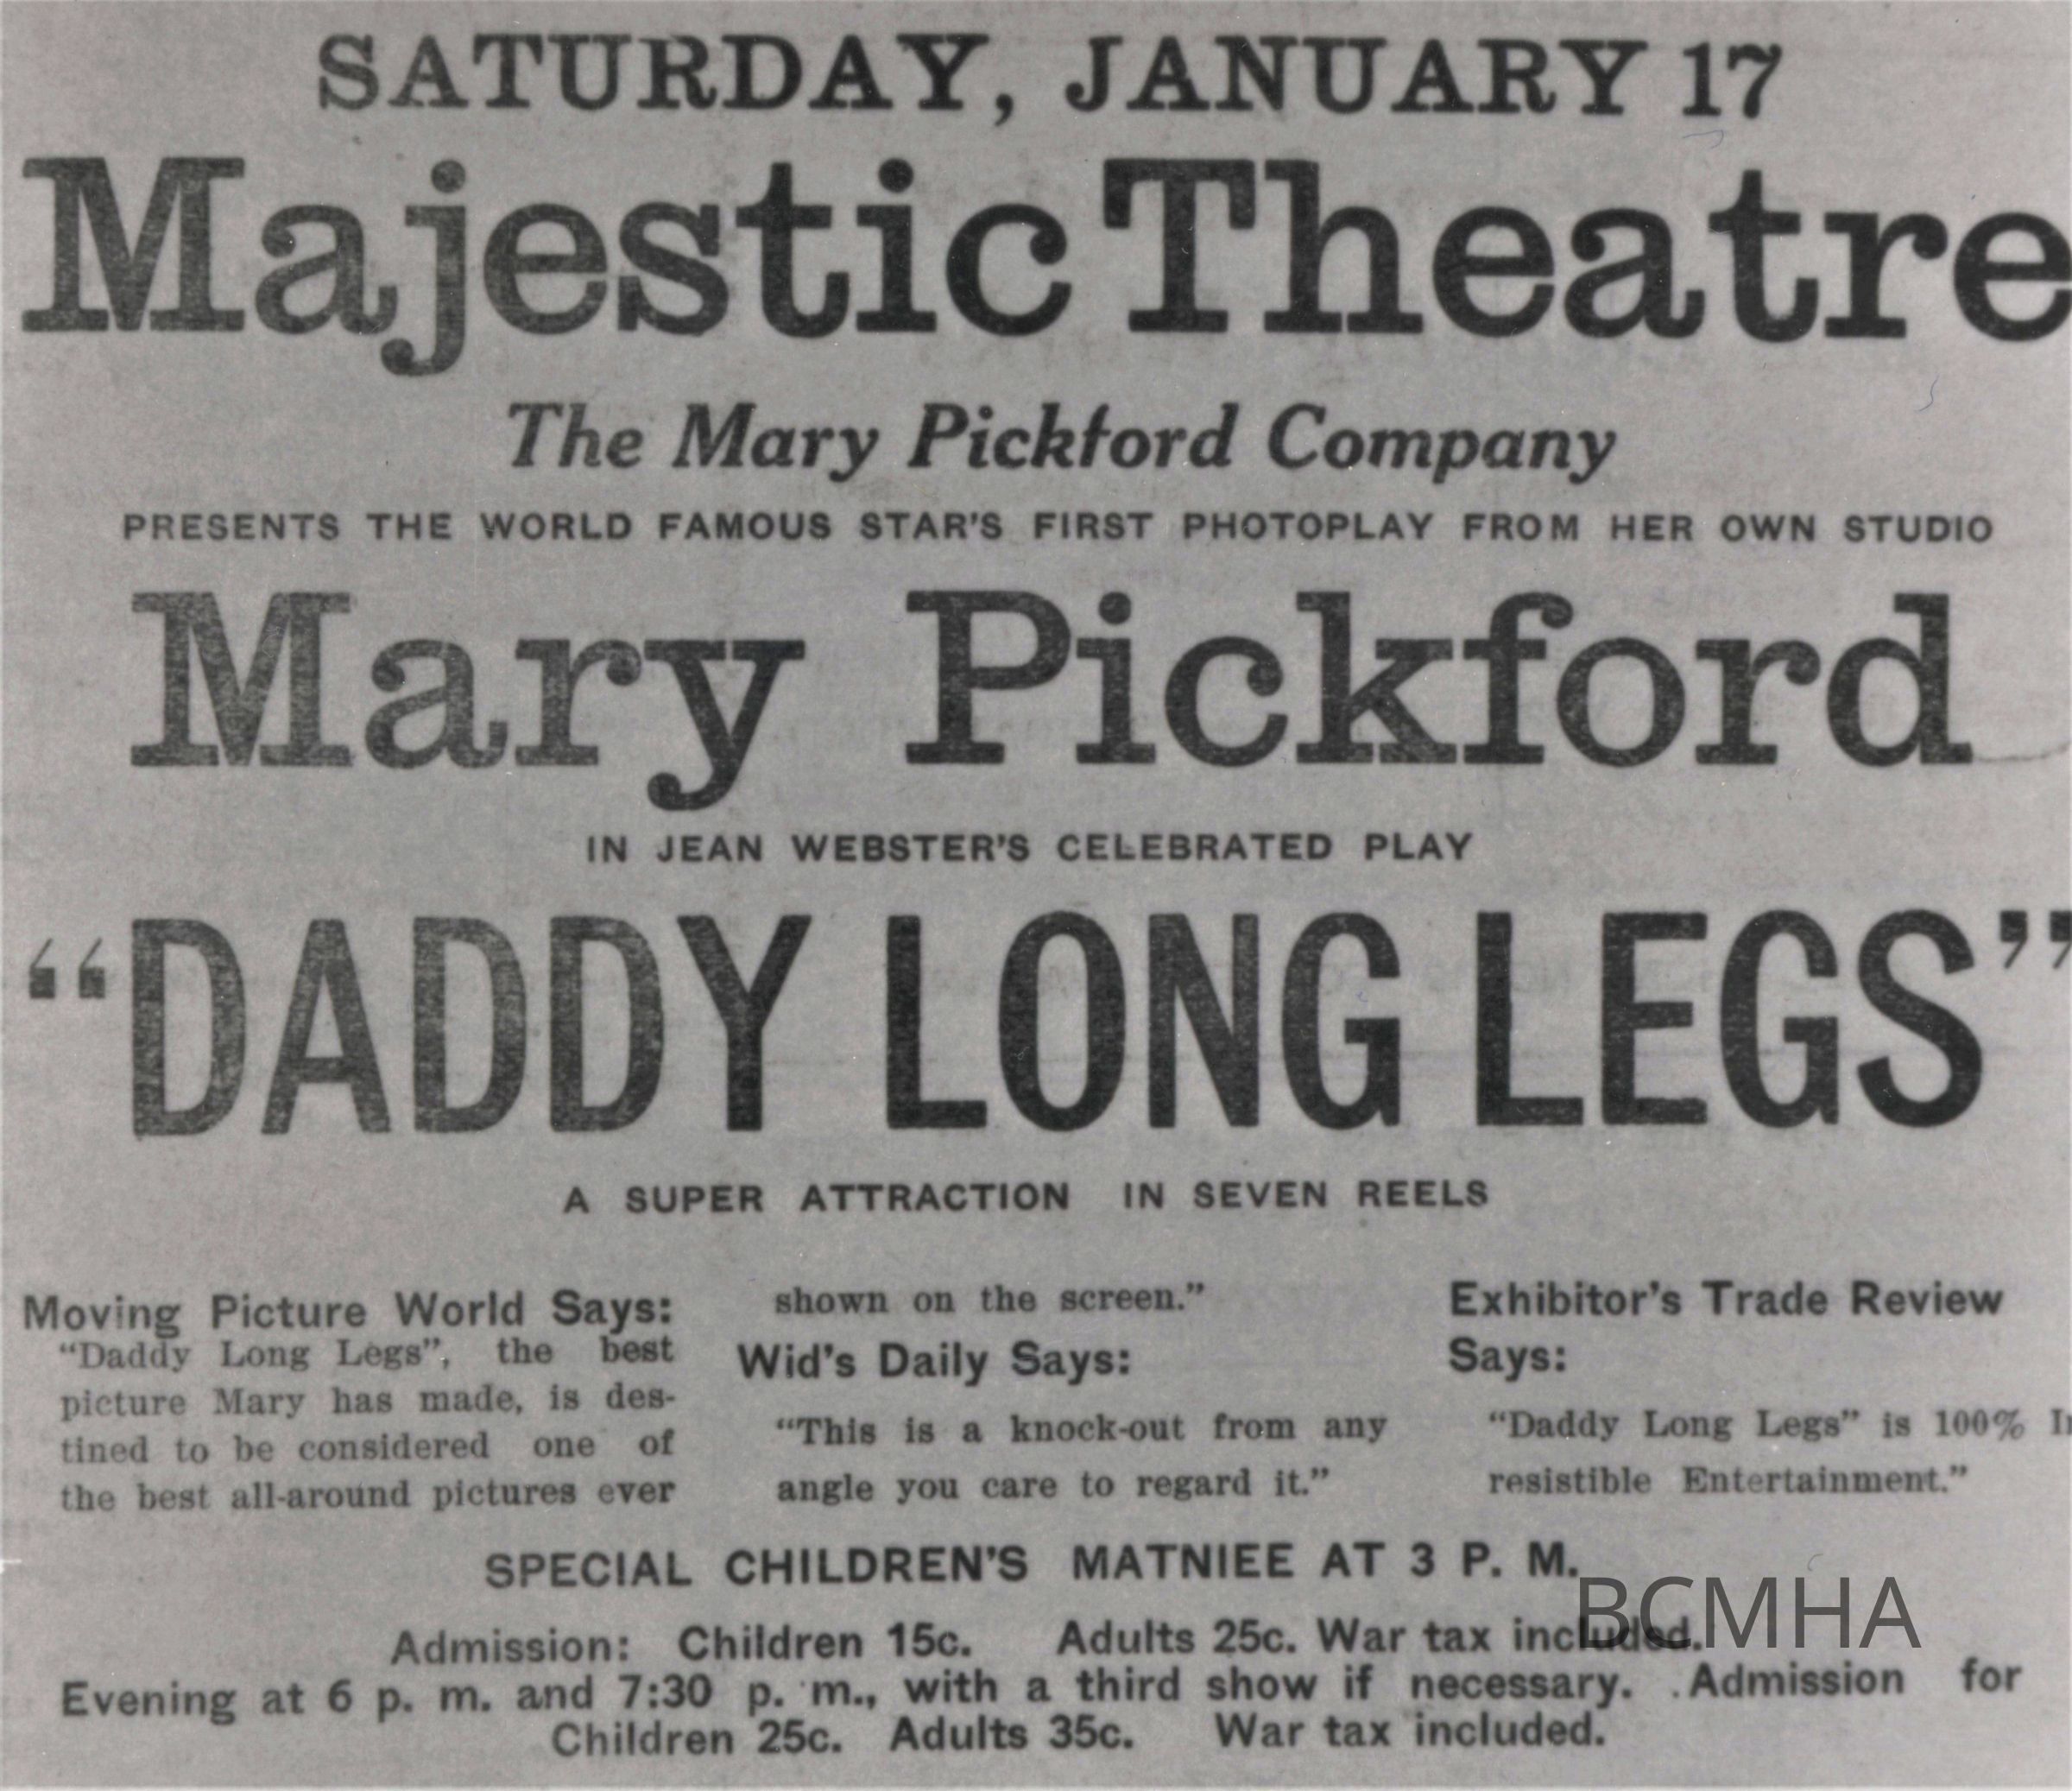 SATURDAY, JANUARY 17
Majestic Theatre
The Mary Pickford Company
PRESENTS THE WORLD FAMOUS STAR'S FIRST PHOTOPLAY FROM HER OWN STUDIO
Mary Pickford
IN JEAN WEBSTER'S CELEBRATED PLAY
“DADDY LONG LEGS”
A SUPER ATTRACTION IN SEVEN REELS
Moving Picture World Says:
“Daddy Long Legs”, the best
picture Mary has made, is des-
tined to be considered one of
the best all-around pictures ever
shown on the screen.”
Wid's Daily Says:
“This is a knock-out from any
angle you care to regard it.”
Exhibitor's Trade Review
Says:
“Daddy Long Legs” is 100%
resistible Entertainment.”
SPECIAL CHILDREN'S MATNIEE AT 3 P. M.
BCMHA
Admission: Children 15c. Adults 25c. War tax included.
Evening at 6 p. m. and 7:30 p. m., with a third show if necessary. .Admission for
Children 25c. Adults 35c. War tax included.